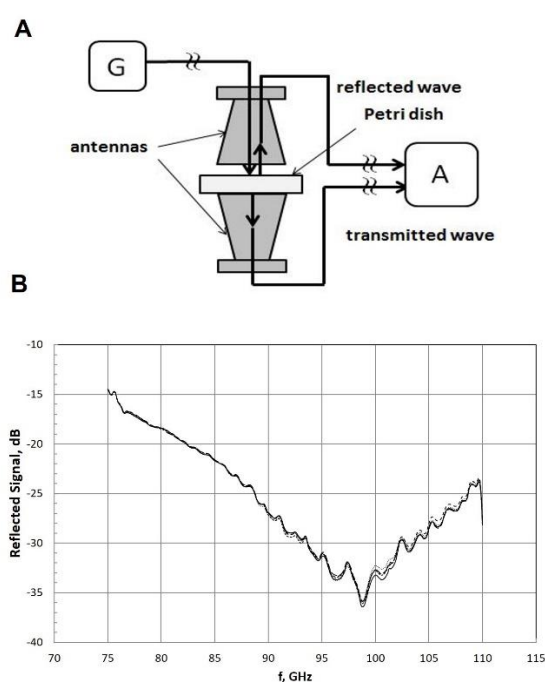 A
G
reflected wave
Petri dish
antennas
A
transmitted wave
B
-10
-15
-20
-25
-30
-35
-40
Reflected Signal, dB
70 75 80 85 90 95 100 105 110 115
f, GHz